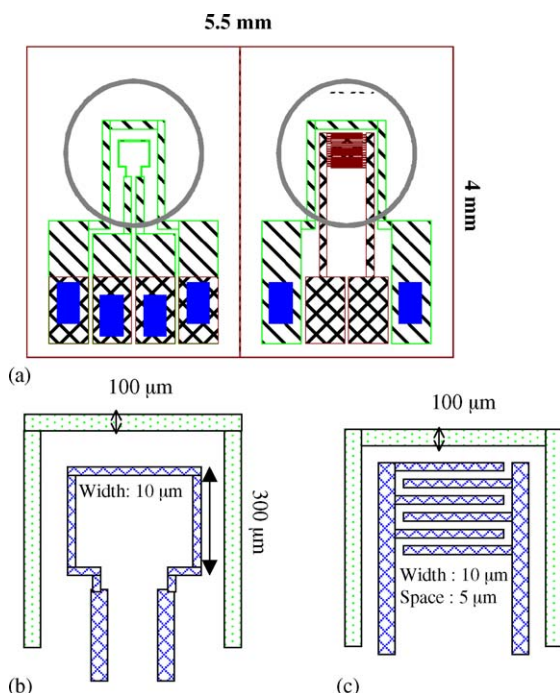 5.5 mm
4 mm
(a)
100 μm
Width: 10 μm
300 μm
(b)
100 μm
Width : 10 μm
Space : 5 μm
(c)